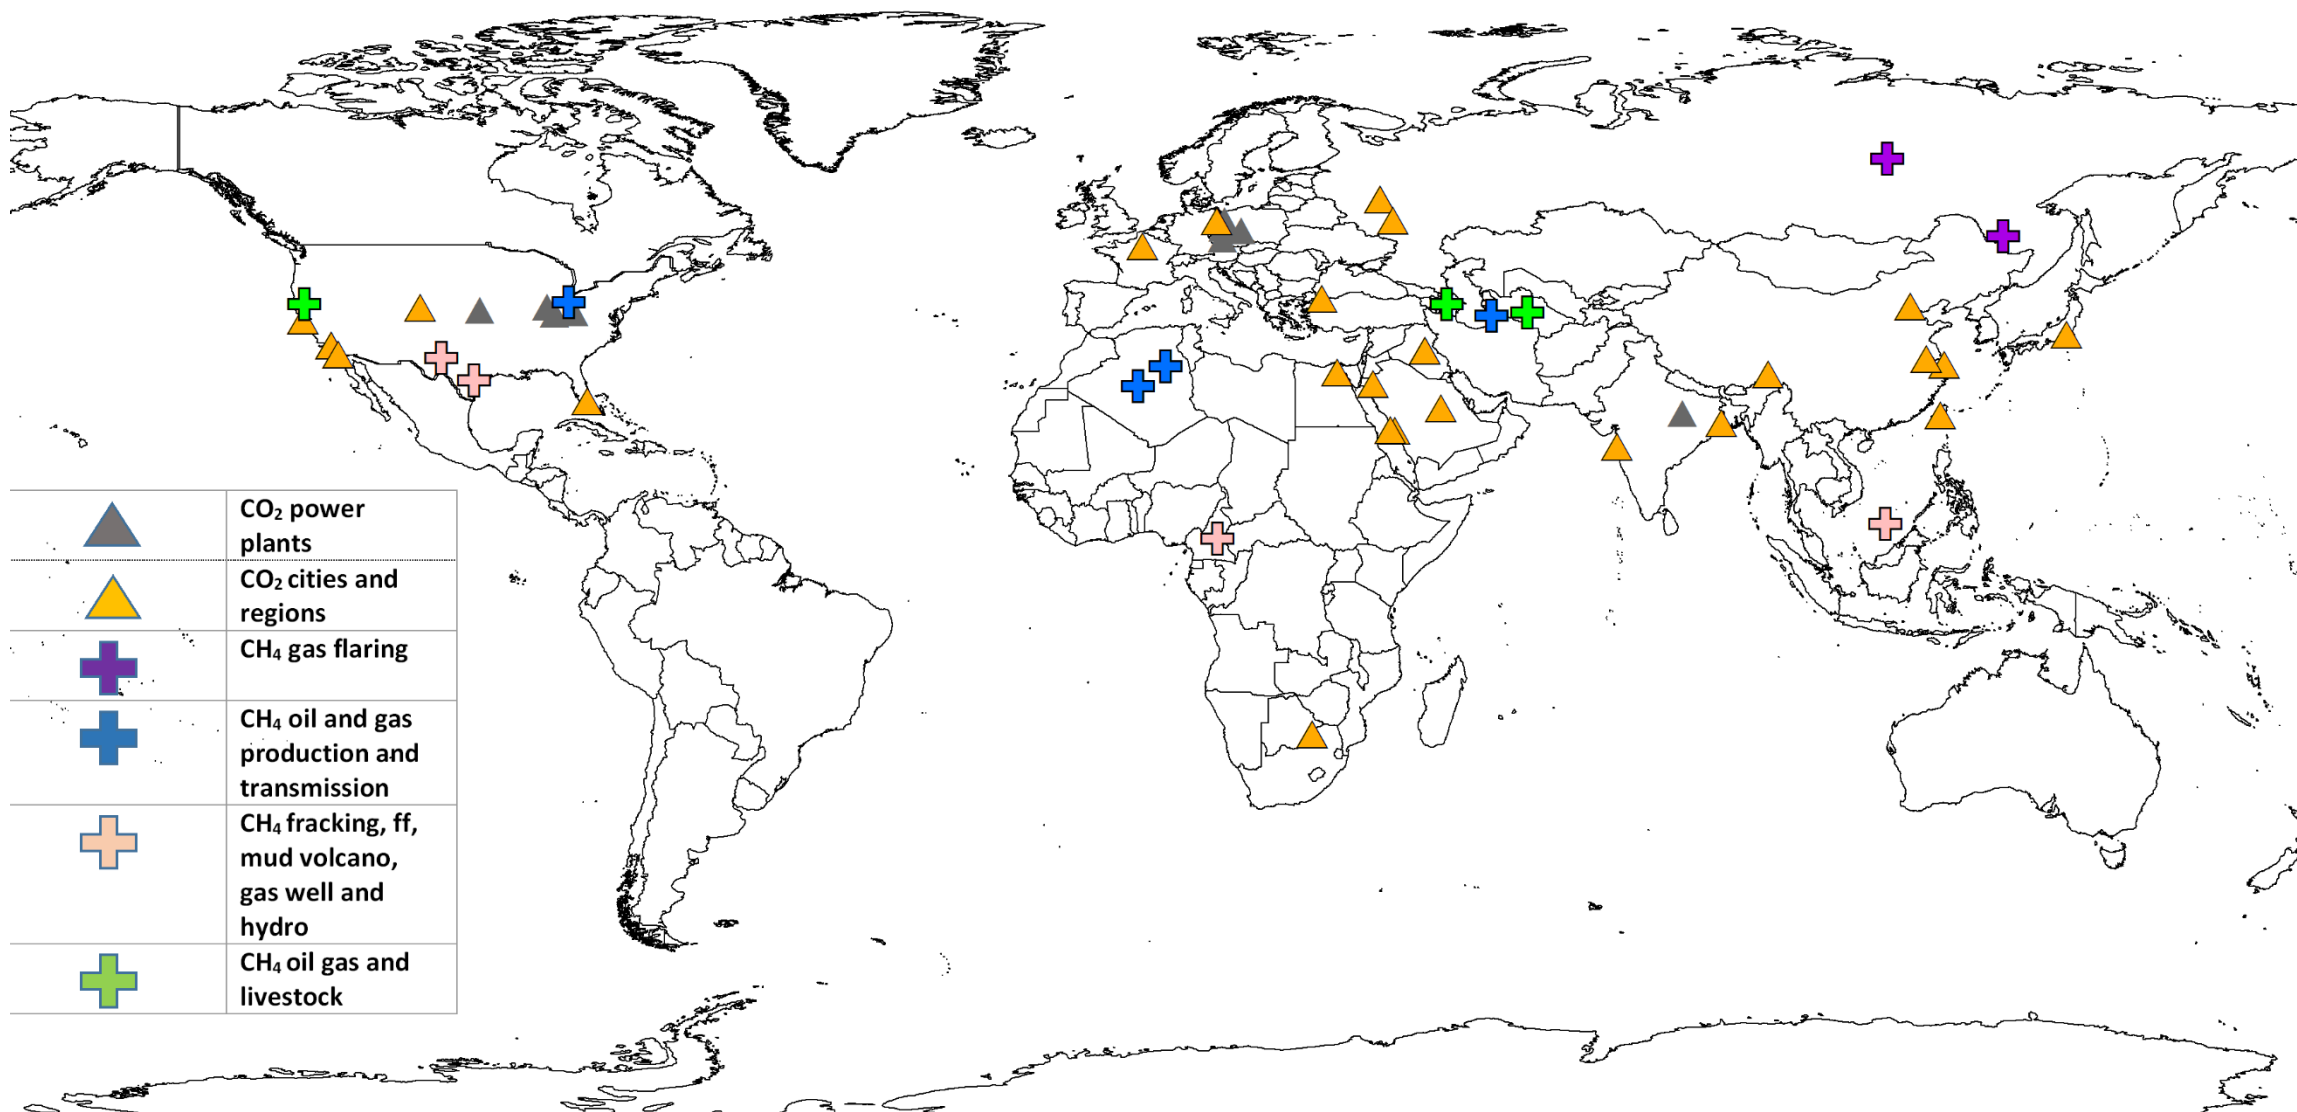 CO₂ power
plants
CO₂ cities and
regions
CH₄ gas flaring
CH₄ oil and gas
production and
transmission
CH₄ fracking, ff,
mud volcano,
gas well and
hydro
CH₄ oil gas and
livestock